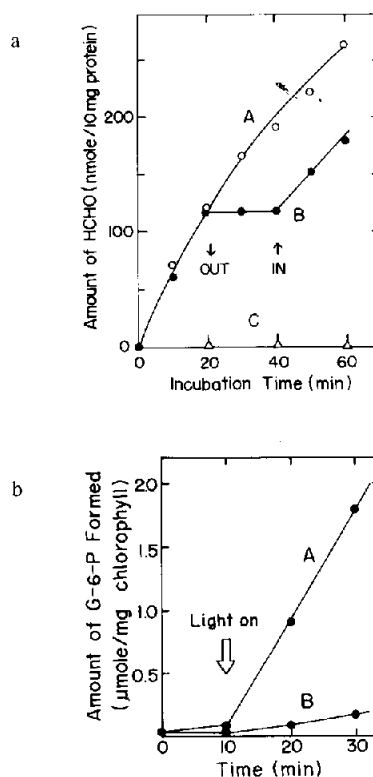 a
Amount of HCHO (nmole/10mg protein)
200
100
0
A
B
C
↓
OUT
↑
IN
0 20 40 60
Incubation Time (min)
b
Amount of G-6-P Formed
(μmole/mg chlorophyll)
2.0
1.5
1.0
0.5
A
B
Light on
0 10 20 30
Time (min)